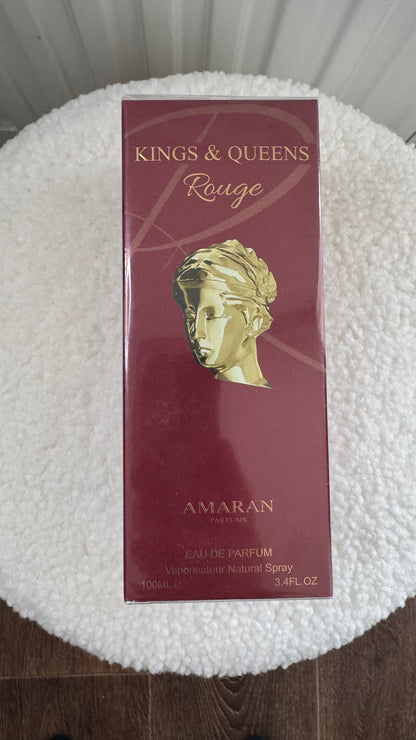 KINGS & QUEENS
Rouge
AMARAN
PARFUMS
EAU DE PARFUM
Vaporisateur Natural Spray
100ML℮ 3.4FL.OZ